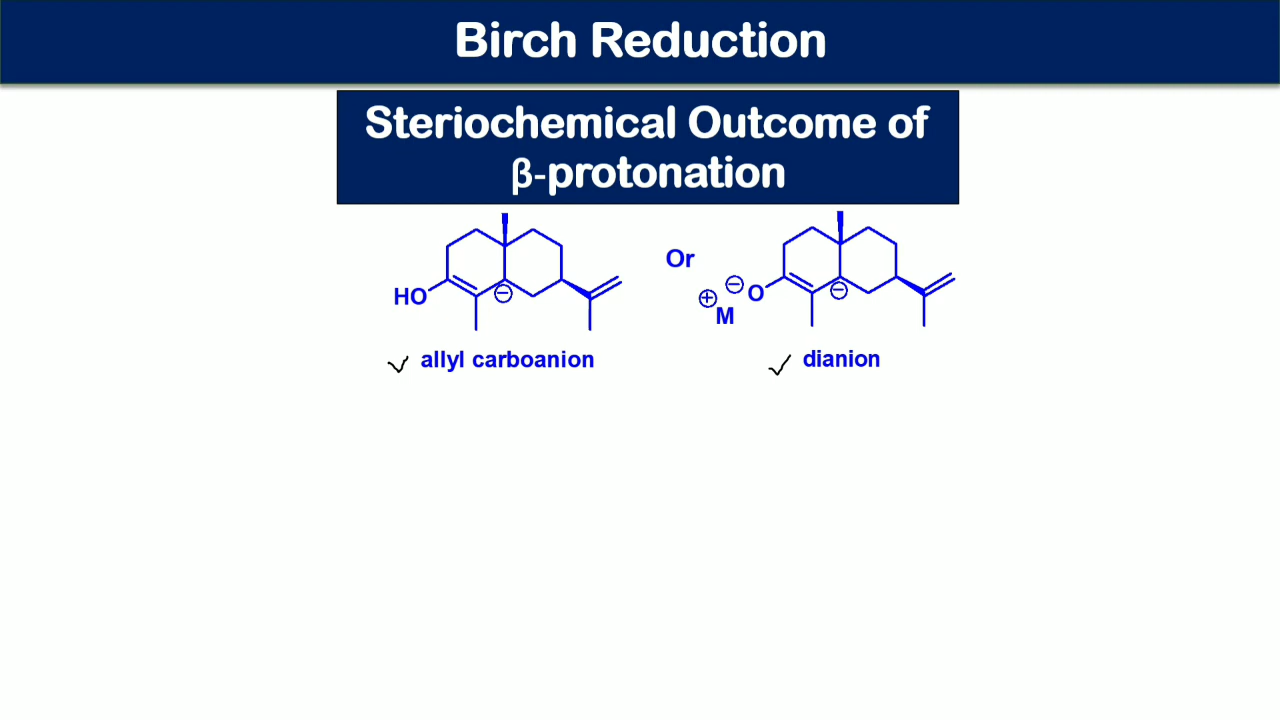 Birch Reduction
Steriochemical Outcome of
β-protonation
HO
⊖
Or
⊕
M
⊖
O
⊖
allyl carboanion
dianion